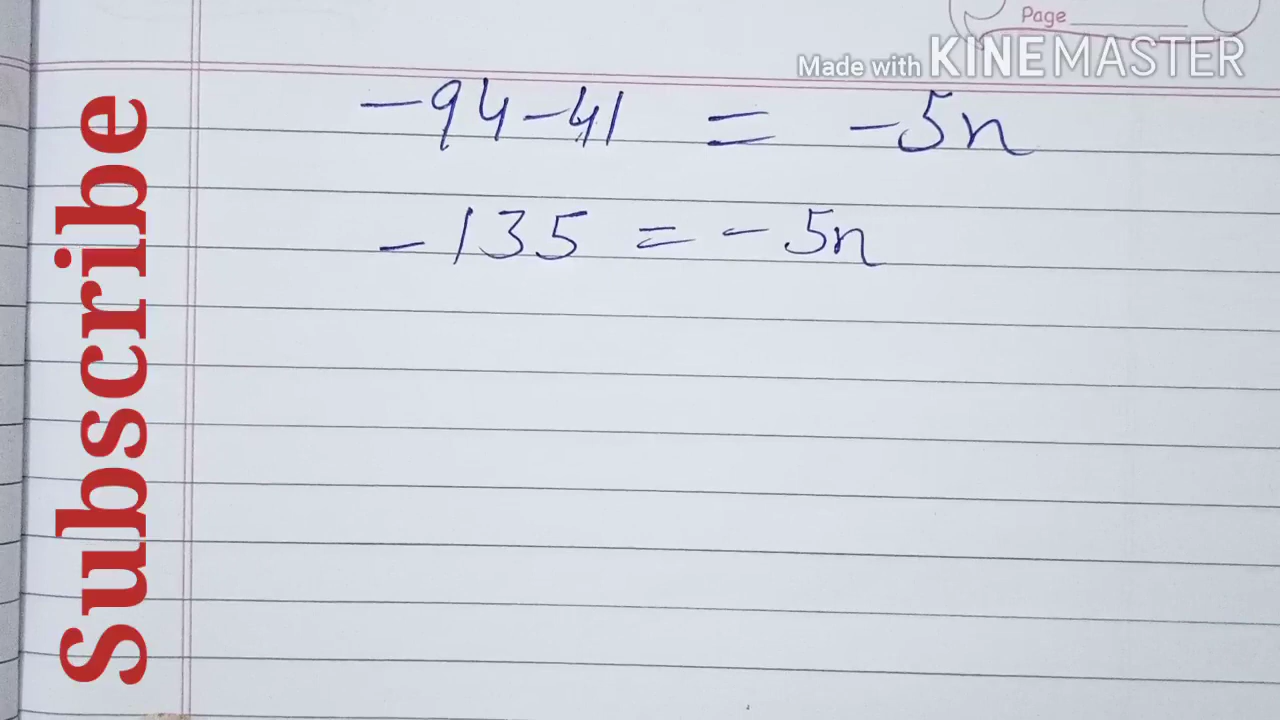 Page
Made with KINEMASTER
-94-41 = -5n
-135 = -5n
Subscribe